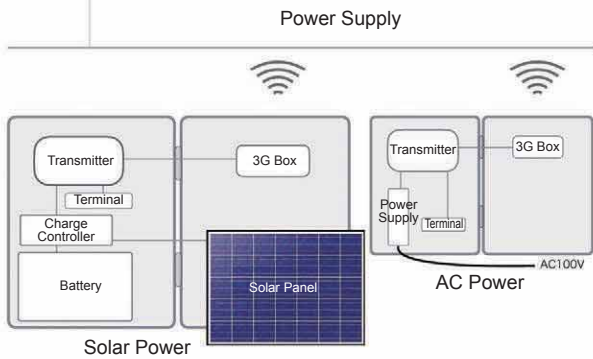 Power Supply
Transmitter
3G Box
Terminal
Charge
Controller
Battery
Solar Panel
Solar Power
Transmitter
3G Box
Power
Supply
Terminal
AC100V
AC Power